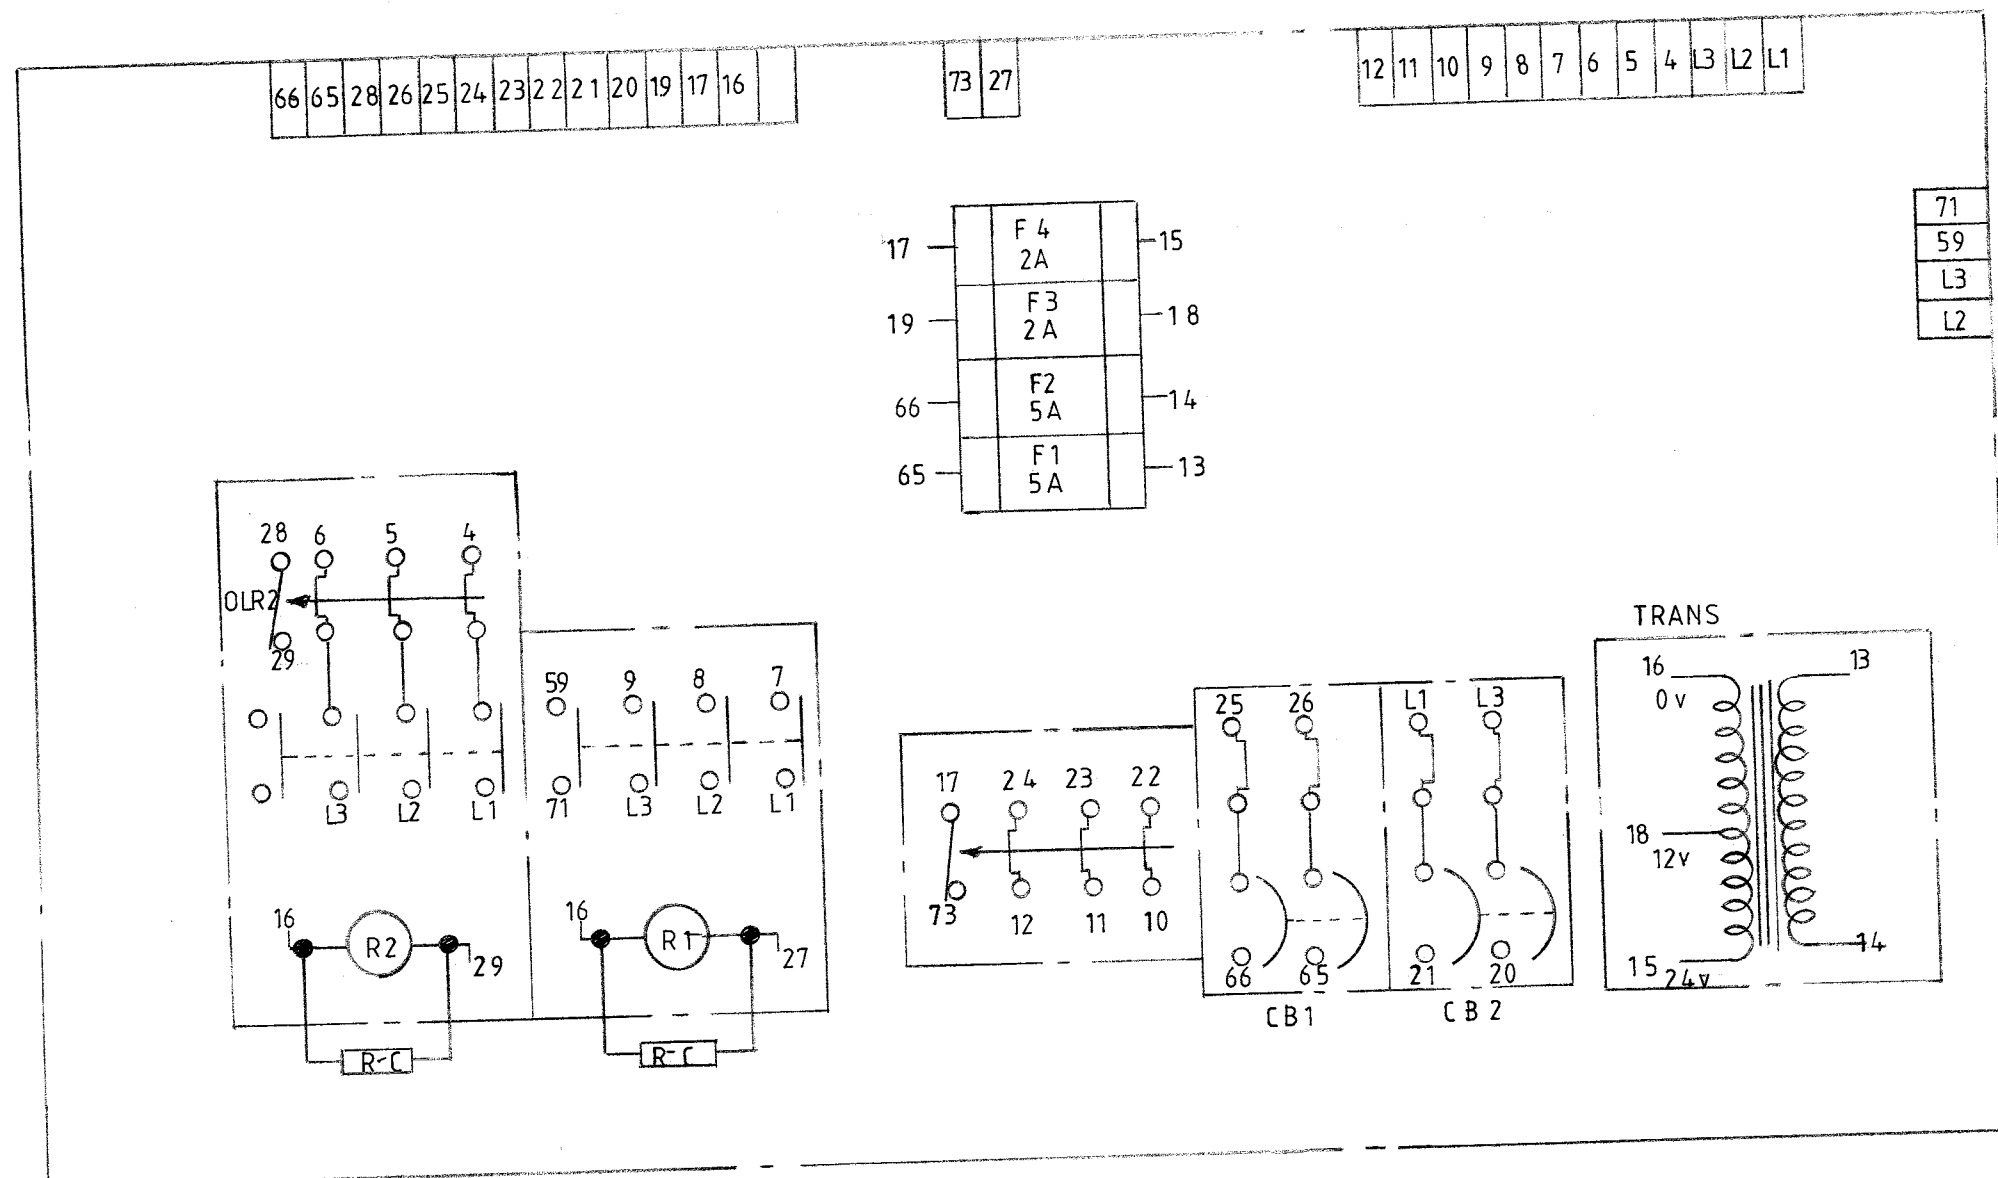 66 65 28 26 25 24 23 22 21 20 19 17 16
73 27
12 11 10 9 8 7 6 5 4 L3 L2 L1
71
59
L3
L2
17 F4 15
2A
19 F3 18
2A
66 F2 14
5A
65 F1 13
5A
28 6 5 4
OLR2
29
L3 L2 L1
16 R2 29
R-C
59 9 8 7
71 L3 L2 L1
16 R1 27
R-C
17 24 23 22
73 12 11 10
25 26 L1 L3
66 65 21 20
CB1 CB2
TRANS
16 13
0v
18
12v
15 14
24v